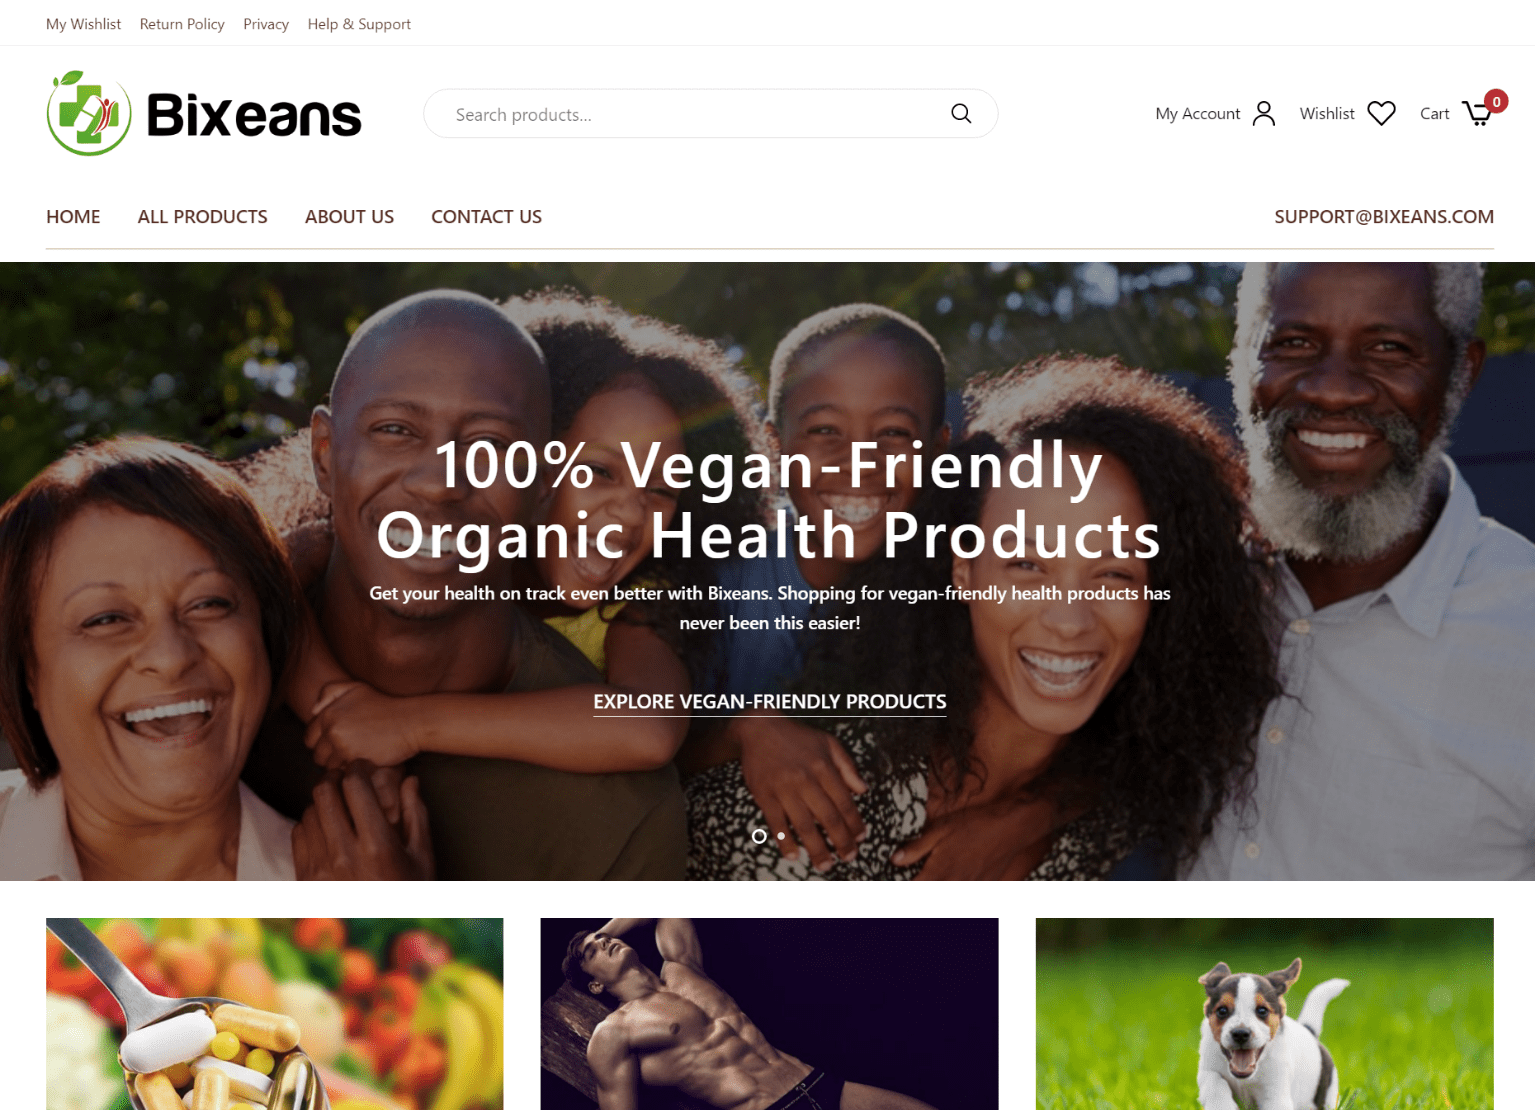 My Wishlist Return Policy Privacy Help & Support
Bixeans
Search products...
My Account Wishlist Cart 0
HOME ALL PRODUCTS ABOUT US CONTACT US SUPPORT@BIXEANS.COM
100% Vegan-Friendly
Organic Health Products
Get your health on track even better with Bixeans. Shopping for vegan-friendly health products has
never been this easier!
EXPLORE VEGAN-FRIENDLY PRODUCTS